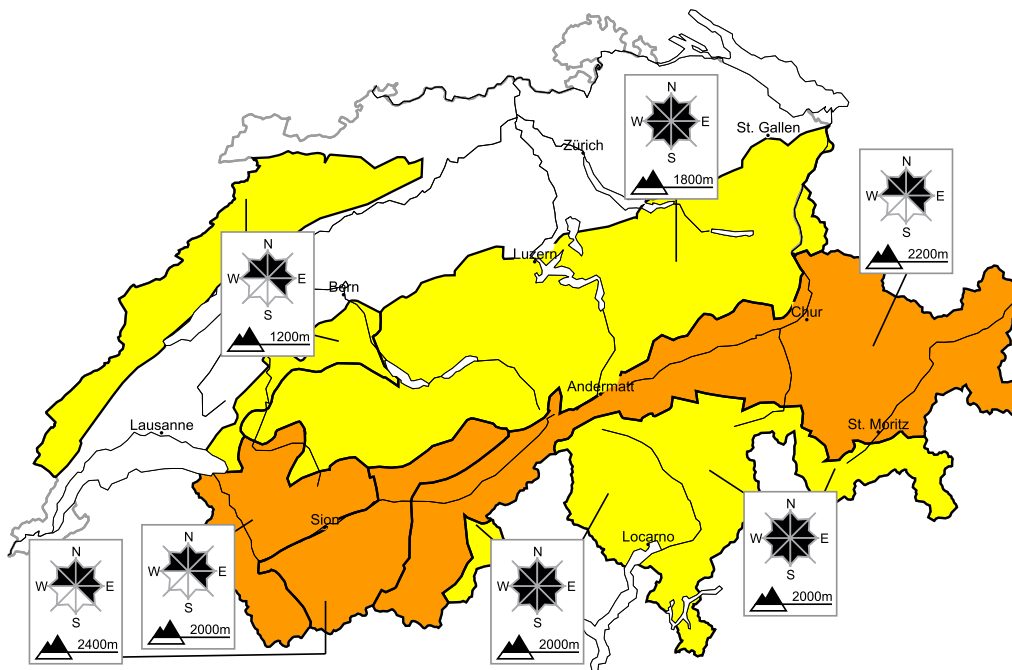 N
W E
S
1800m
St. Gallen
Zürich
N
W E
S
2200m
N
W E
S
1200m
Luzern
Bern
Chur
Andermatt
St. Moritz
Lausanne
Sion
Locarno
N
W E
S
2400m
N
W E
S
2000m
N
W E
S
2000m
N
W E
S
2000m